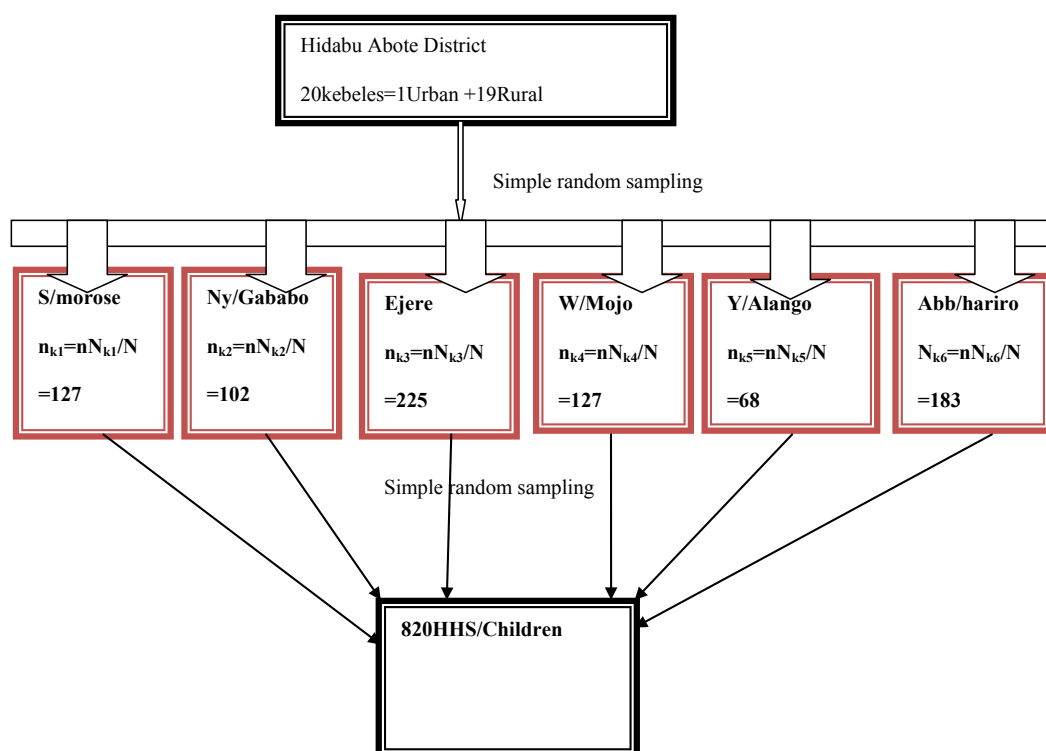 Hidabu Abote District
20kebeles=1Urban +19Rural
Simple random sampling
S/morose
nk1=nNk1/N
=127
Ny/Gababo
nk2=nNk2/N
=102
Ejere
nk3=nNk3/N
=225
W/Mojo
nk4=nNk4/N
=127
Y/Alango
nk5=nNk5/N
=68
Abb/hariro
Nk6=nNk6/N
=183
Simple random sampling
820HHS/Children